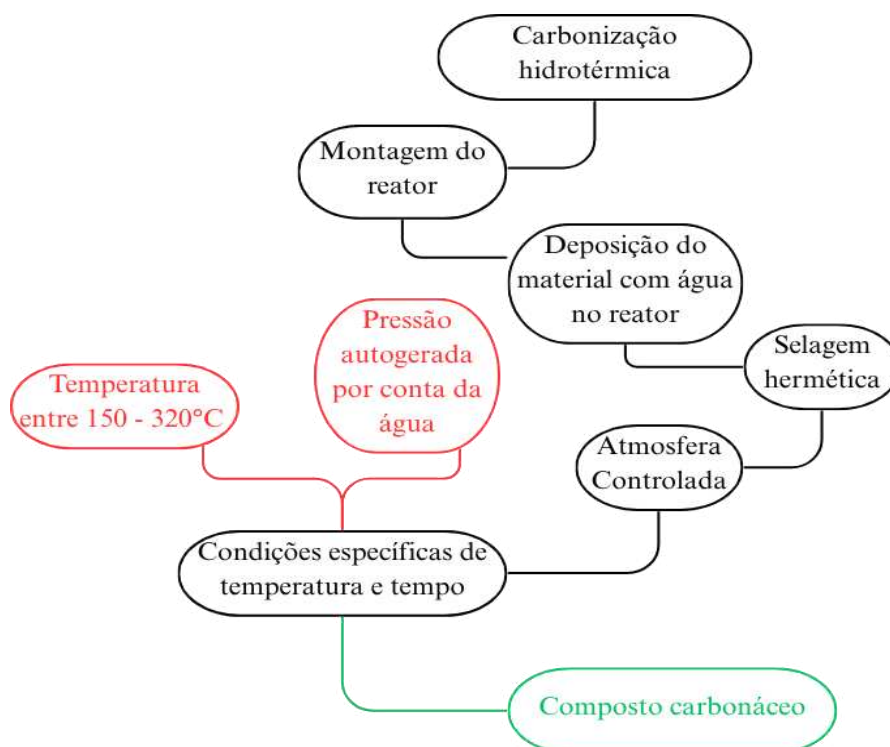 Carbonização
hidrotérmica
Montagem do
reator
Deposição do
material com água
no reator
Selagem
hermética
Atmosfera
Controlada
Pressão
autogerada
por conta da
água
Temperatura
entre 150 - 320°C
Condições específicas de
temperatura e tempo
Composto carbonáceo